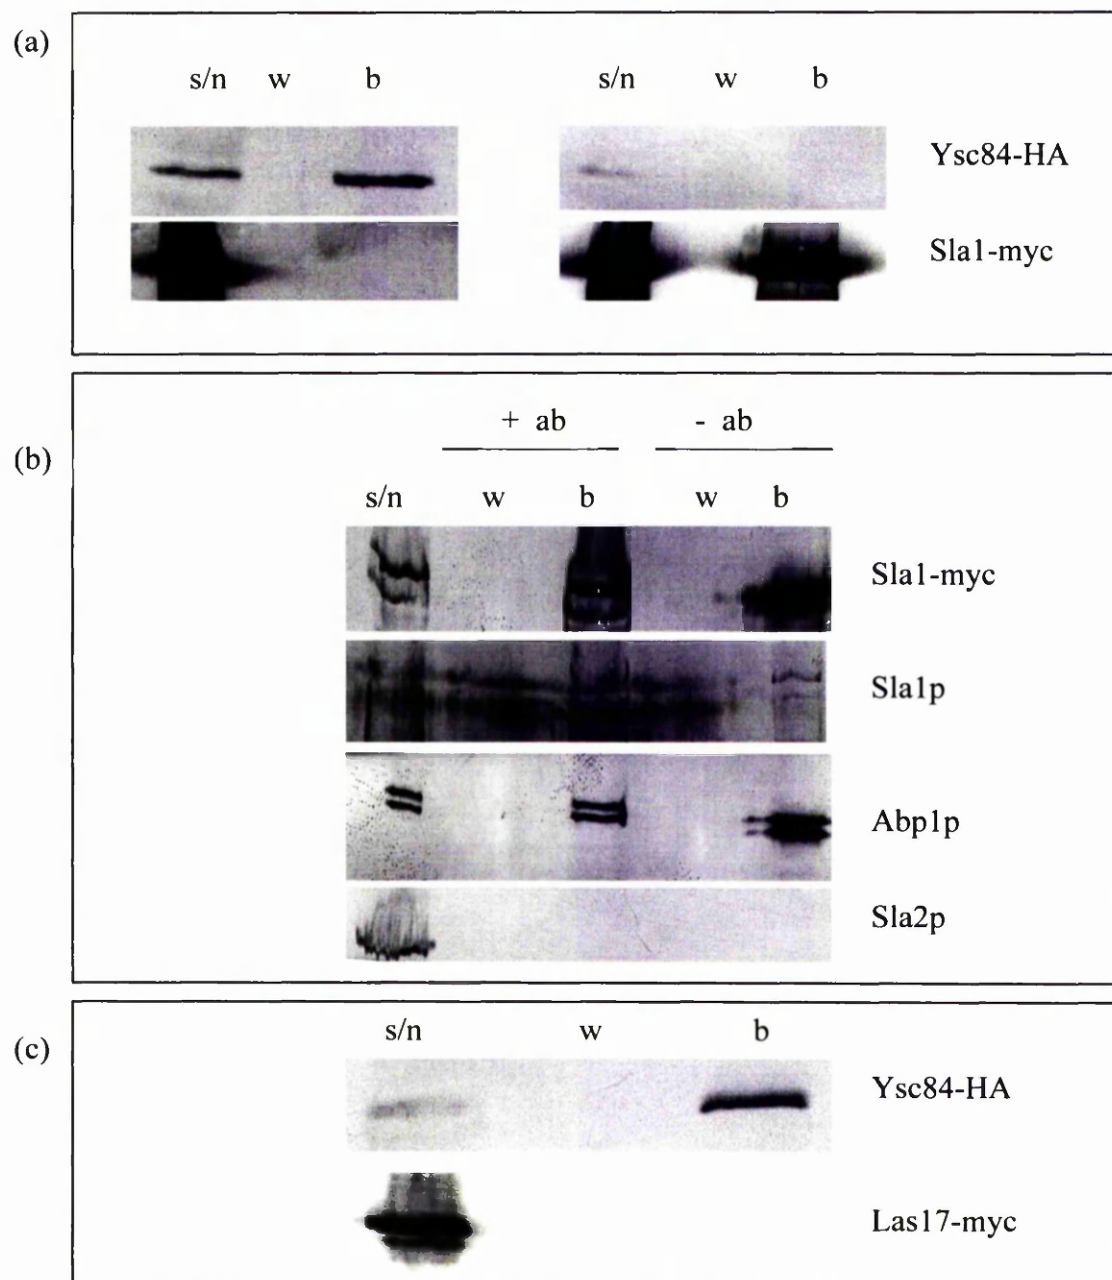 (a)
s/n w b s/n w b
Ysc84-HA
Sla1-myc
(b)
+ ab - ab
s/n w b w b
Sla1-myc
Sla1p
Abp1p
Sla2p
(c)
s/n w b
Ysc84-HA
Las17-myc